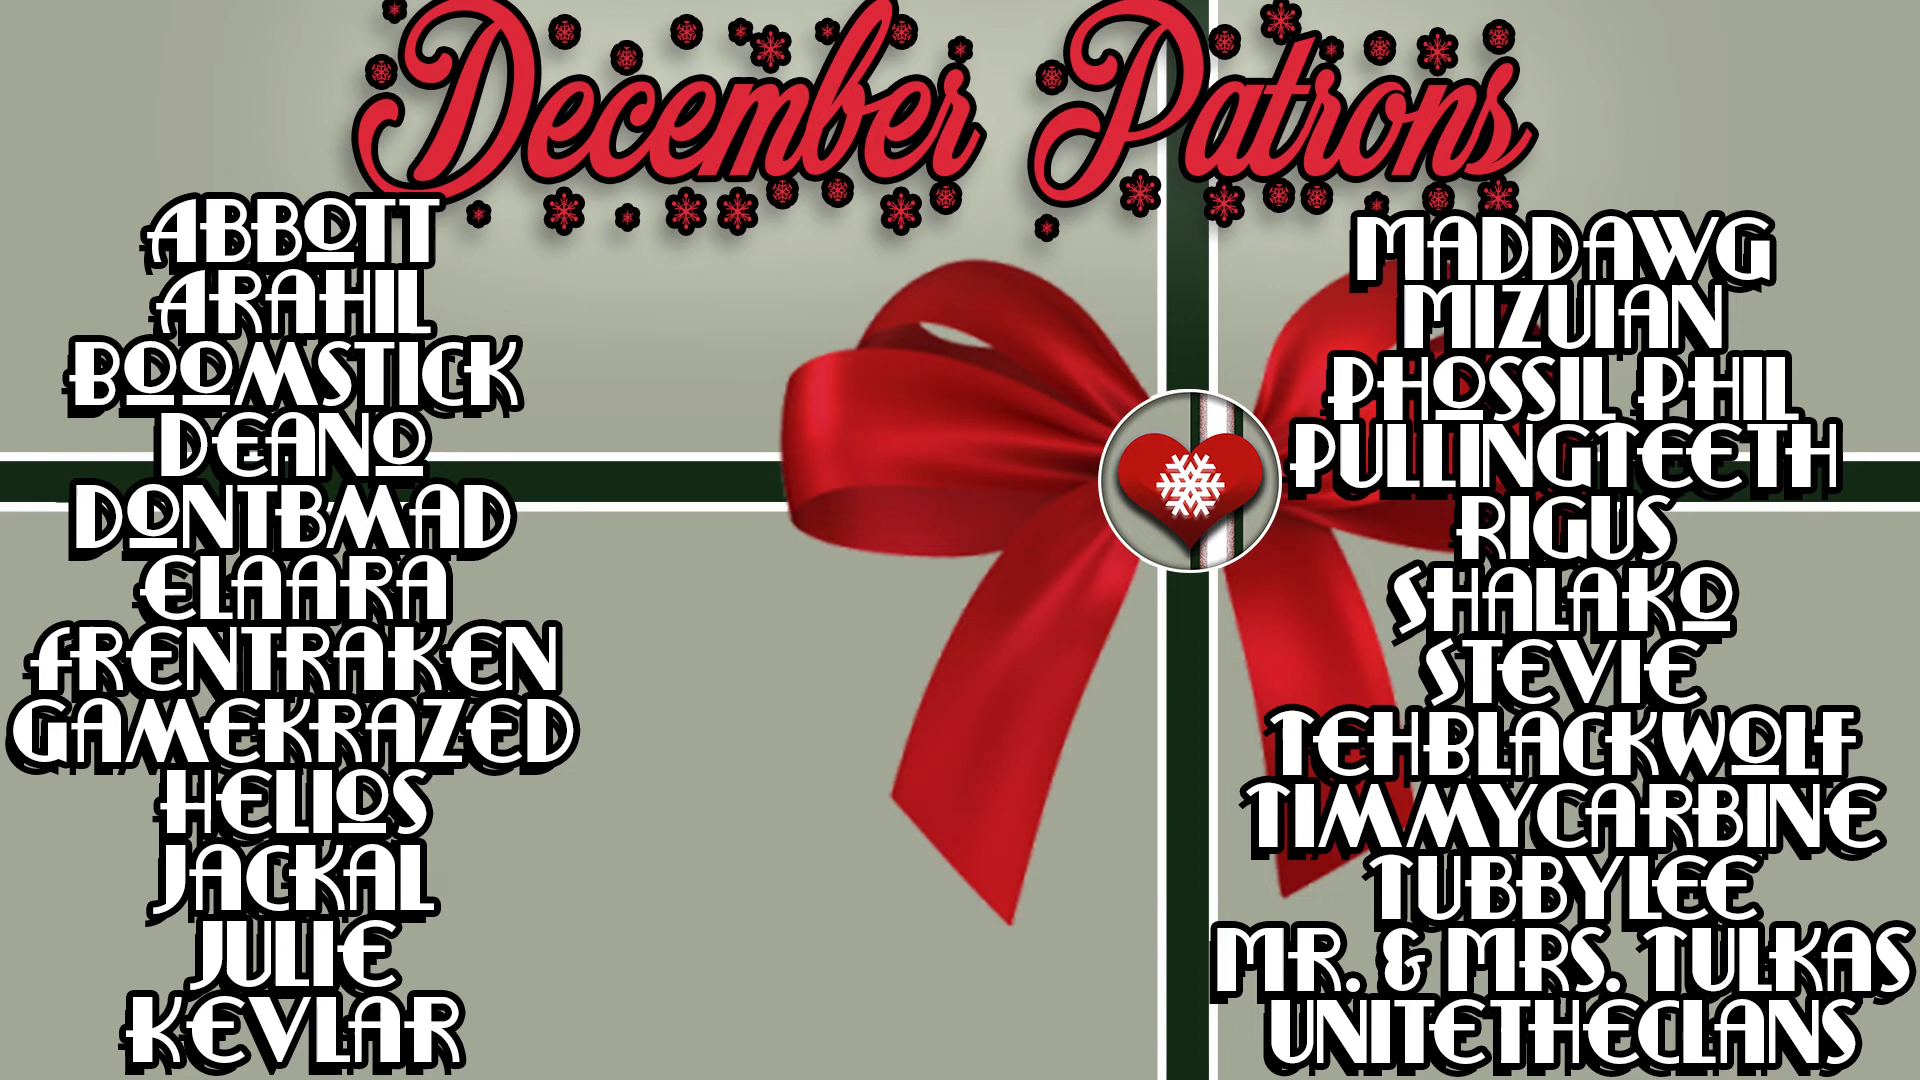 December Patrons
ABBOTT
ARAHIL
BOOMSTICK
DEANO
DONTBMAD
ELAARA
FRENTRAKEN
GAMEKRAZED
HELIOS
JACKAL
JULIE
KEVLAR
MADDAWG
MIZUIAN
PHOSSIL PHIL
PULLINGTEETH
RIGUS
SHALAKO
STEVIE
TEHBLACKWOLF
TIMMYCARBINE
TUBBYLEE
MR. & MRS. TULKAS
UNITETHECLANS